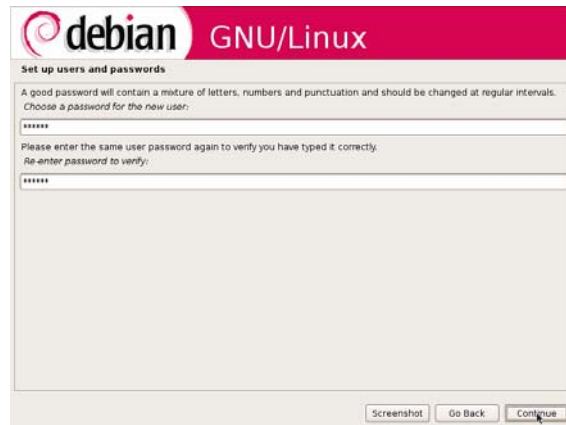 debian GNU/Linux
Set up users and passwords
A good password will contain a mixture of letters, numbers and punctuation and should be changed at regular intervals.
Choose a password for the new user:
******
Please enter the same user password again to verify you have typed it correctly.
Re-enter password to verify:
******
Screenshot Go Back Continue